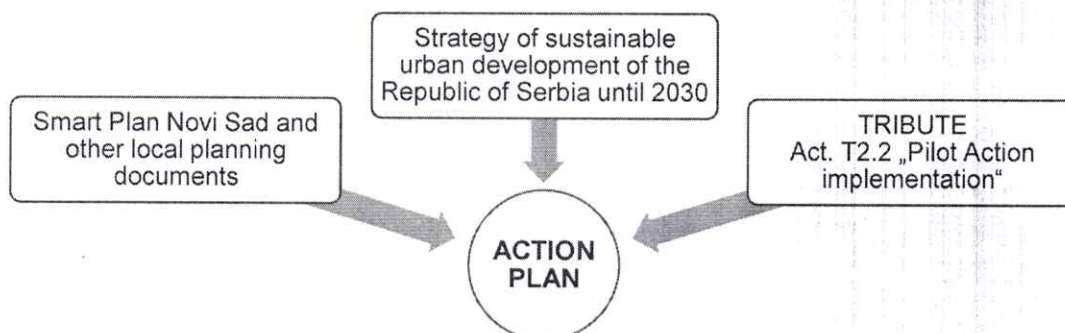 Strategy of sustainable
urban development of the
Republic of Serbia until 2030
Smart Plan Novi Sad and
other local planning
documents
TRIBUTE
Act. T2.2 „Pilot Action
implementation“
ACTION
PLAN